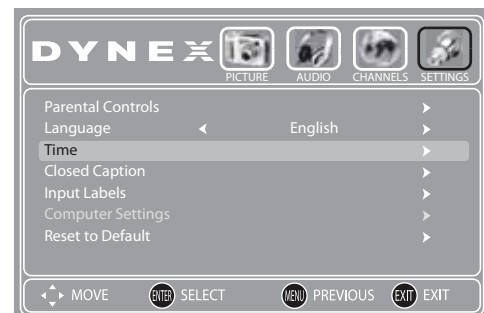 DYNEX
PICTURE AUDIO CHANNELS SETTINGS
Parental Controls
Language English
Time
Closed Caption
Input Labels
Computer Settings
Reset to Default
MOVE ENTER SELECT MENU PREVIOUS EXIT EXIT